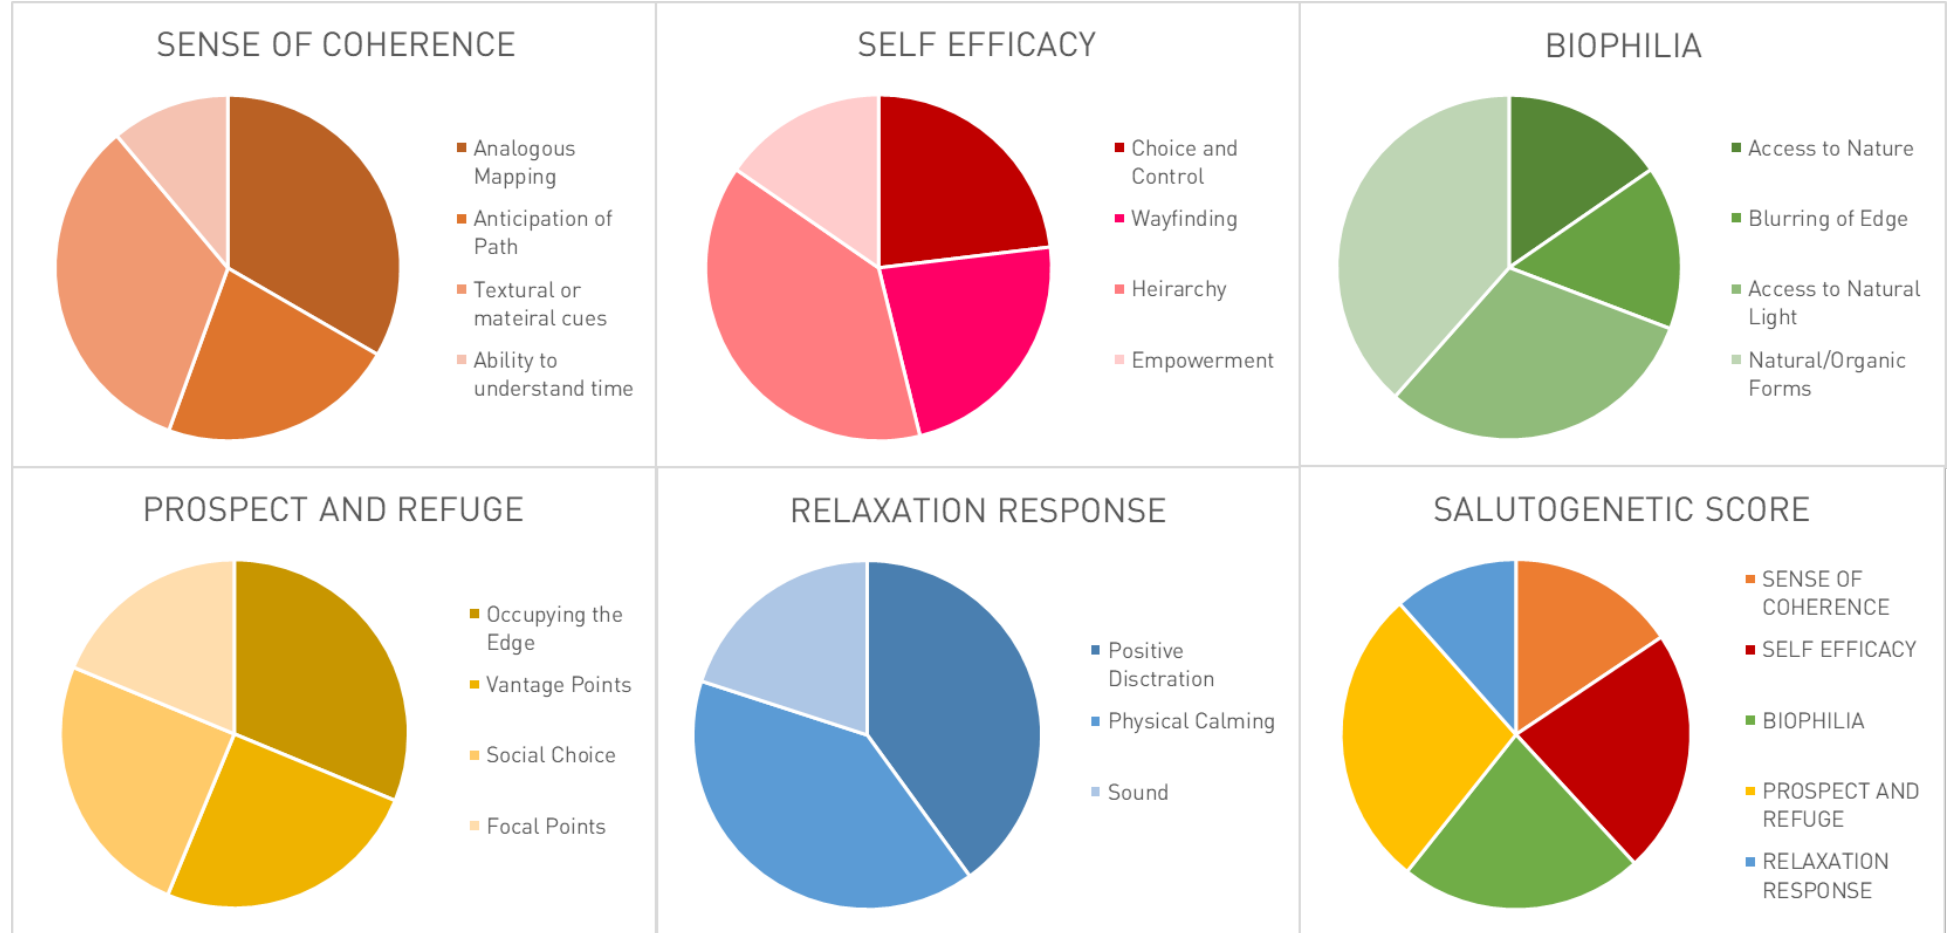 SENSE OF COHERENCE
Analogous
Mapping
Anticipation of
Path
Textural or
mateiral cues
Ability to
understand time
SELF EFFICACY
Choice and
Control
Wayfinding
Heirarchy
Empowerment
BIOPHILIA
Access to Nature
Blurring of Edge
Access to Natural
Light
Natural/Organic
Forms
PROSPECT AND REFUGE
Occupying the
Edge
Vantage Points
Social Choice
Focal Points
RELAXATION RESPONSE
Positive
Disctration
Physical Calming
Sound
SALUTOGENETIC SCORE
SENSE OF
COHERENCE
SELF EFFICACY
BIOPHILIA
PROSPECT AND
REFUGE
RELAXATION
RESPONSE